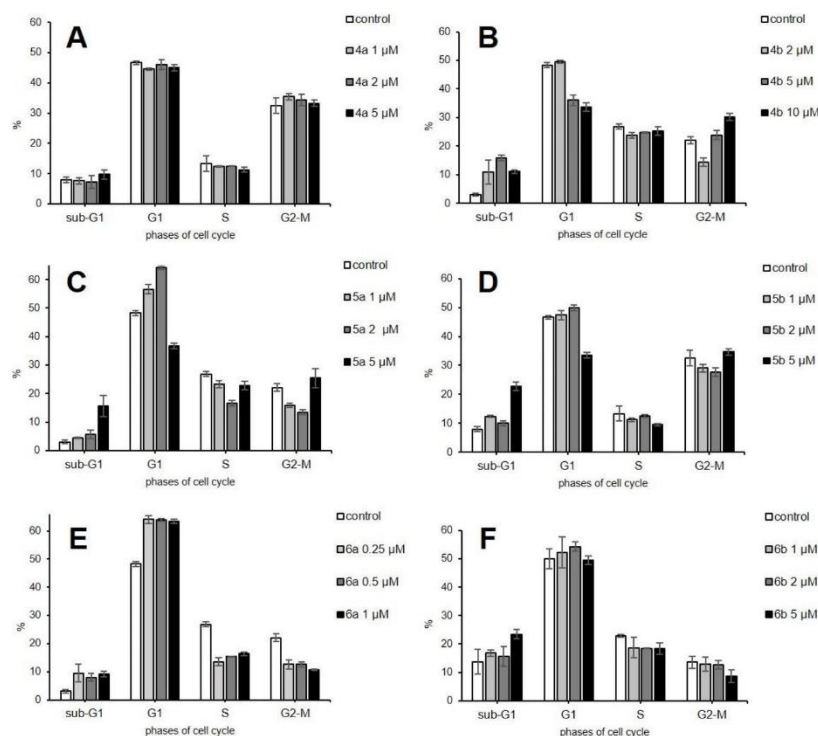 A
60
50
40
30
20
10
0
%
sub-G1 G1 S G2-M
phases of cell cycle
control
4a 1 µM
4a 2 µM
4a 5 µM
B
60
50
40
30
20
10
0
%
sub-G1 G1 S G2-M
phases of cell cycle
control
4b 2 µM
4b 5 µM
4b 10 µM
C
60
50
40
30
20
10
0
%
sub-G1 G1 S G2-M
phases of cell cycle
control
5a 1 µM
5a 2 µM
5a 5 µM
D
60
50
40
30
20
10
0
%
sub-G1 G1 S G2-M
phases of cell cycle
control
5b 1 µM
5b 2 µM
5b 5 µM
E
60
50
40
30
20
10
0
%
sub-G1 G1 S G2-M
phases of cell cycle
control
6a 0.25 µM
6a 0.5 µM
6a 1 µM
F
60
50
40
30
20
10
0
%
sub-G1 G1 S G2-M
phases of cell cycle
control
6b 1 µM
6b 2 µM
6b 5 µM